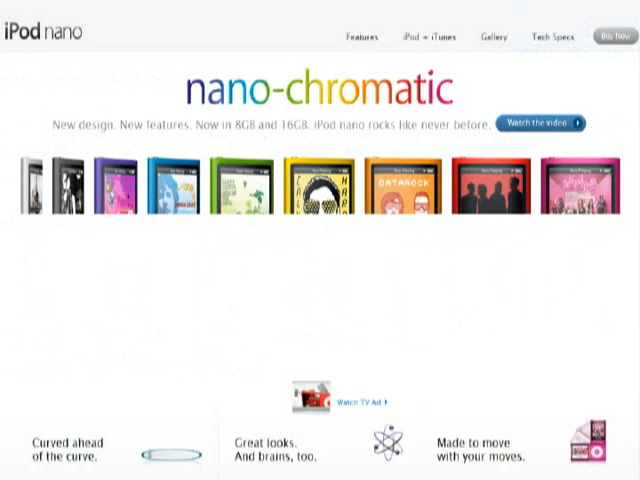 iPod nano
Features iPod + iTunes Gallery Tech Specs Buy Now
nano-chromatic
New design. New features. Now in 8GB and 16GB. iPod nano rocks like never before. Watch the video
DATAROCK
Watch TV Ad
Curved ahead
of the curve.
Great looks.
And brains, too.
Made to move
with your moves.